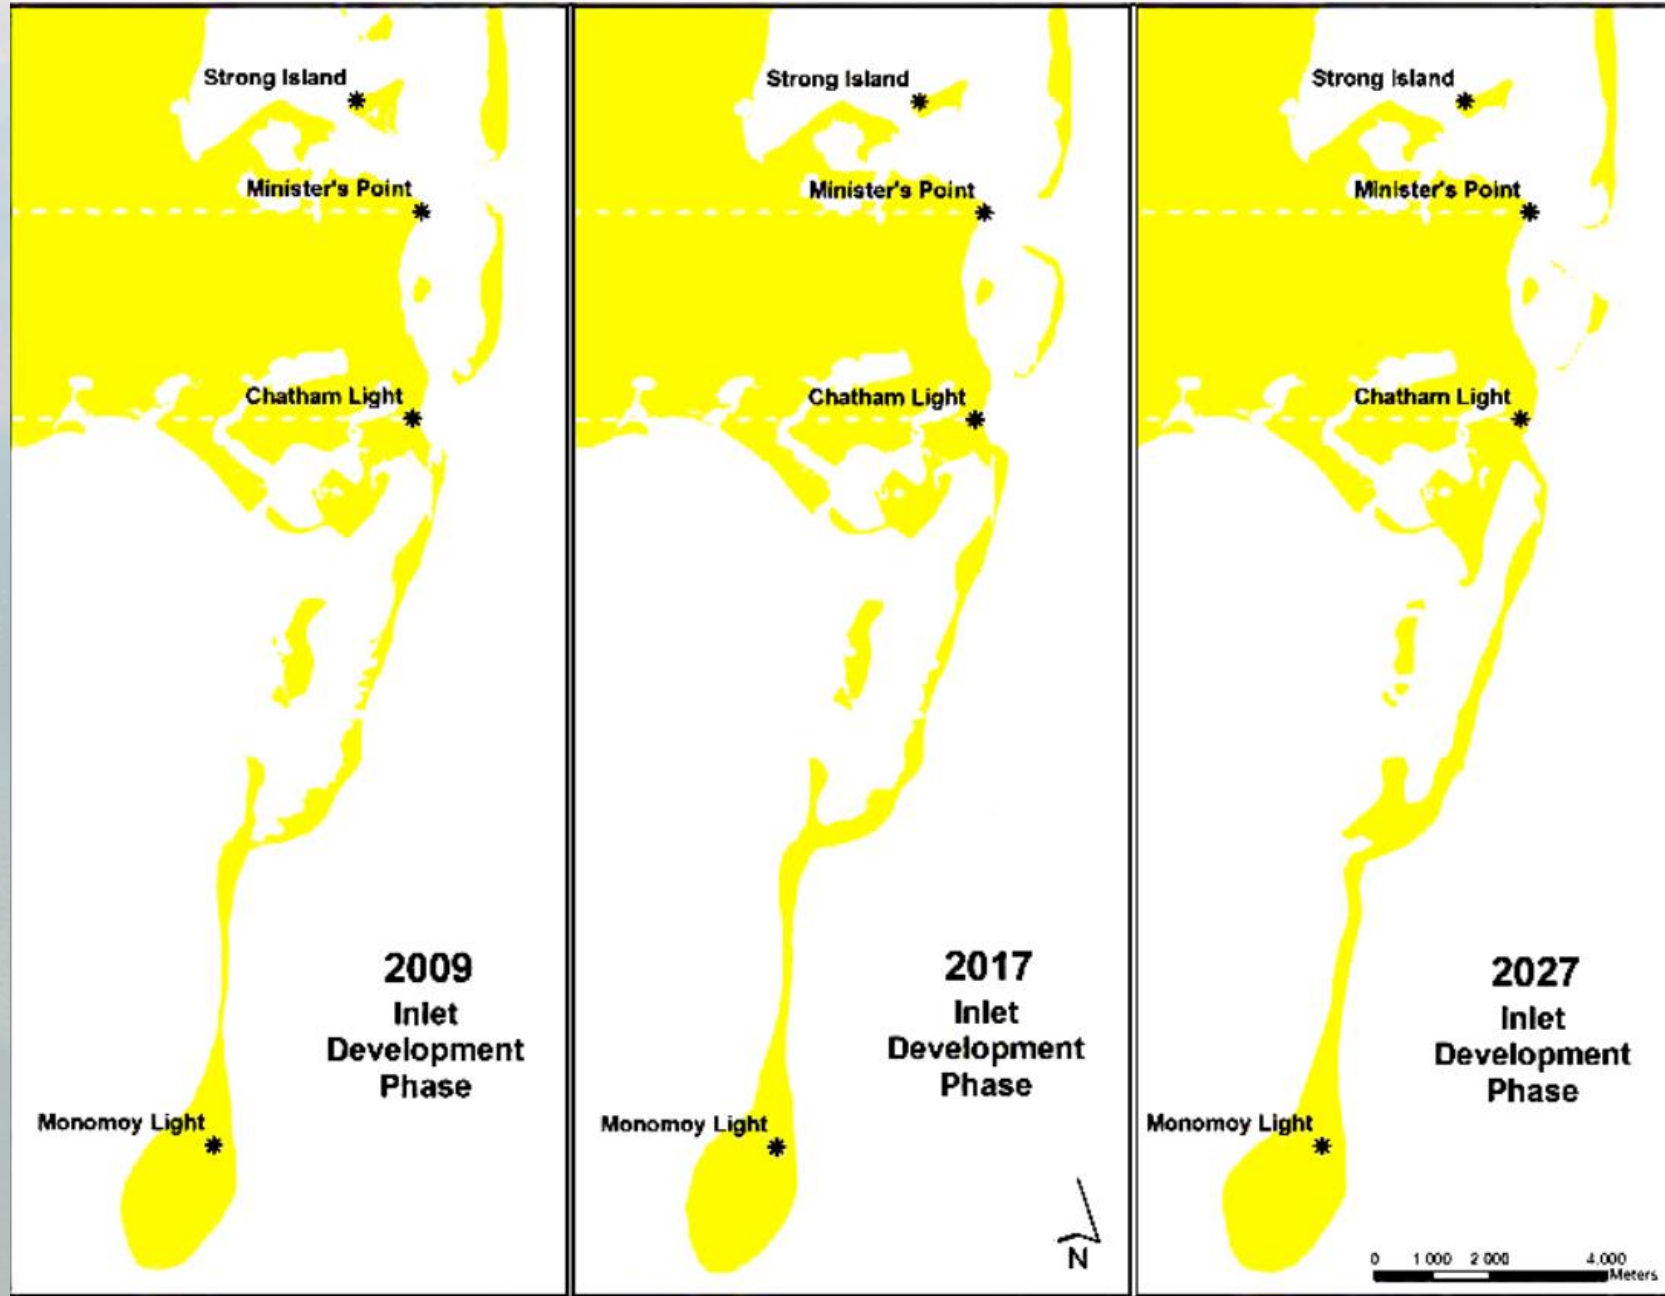 Strong Island
Minister's Point
Chatham Light
2009
Inlet
Development
Phase
Monomoy Light
Strong Island
Minister's Point
Chatham Light
2017
Inlet
Development
Phase
Monomoy Light
N
Strong Island
Minister's Point
Chatham Light
2027
Inlet
Development
Phase
Monomoy Light
0 1 000 2 000 4,000
Meters